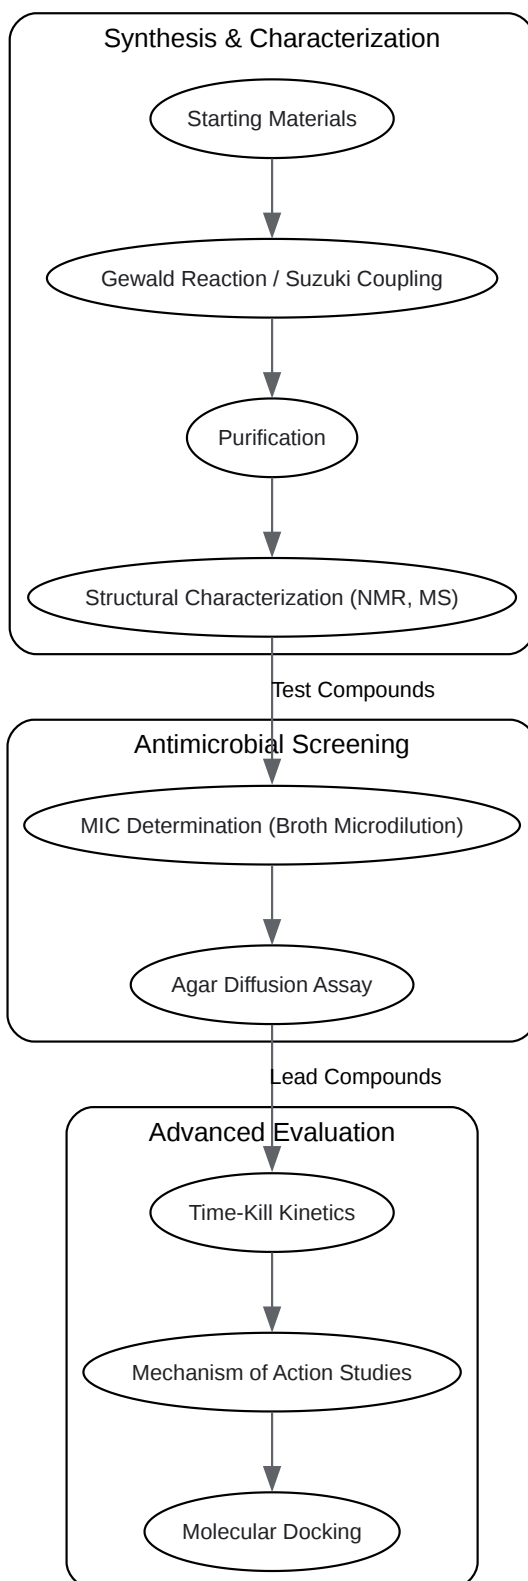 Synthesis & Characterization
Starting Materials
Gewald Reaction / Suzuki Coupling
Purification
Structural Characterization (NMR, MS)
Test Compounds
Antimicrobial Screening
MIC Determination (Broth Microdilution)
Agar Diffusion Assay
Lead Compounds
Advanced Evaluation
Time-Kill Kinetics
Mechanism of Action Studies
Molecular Docking